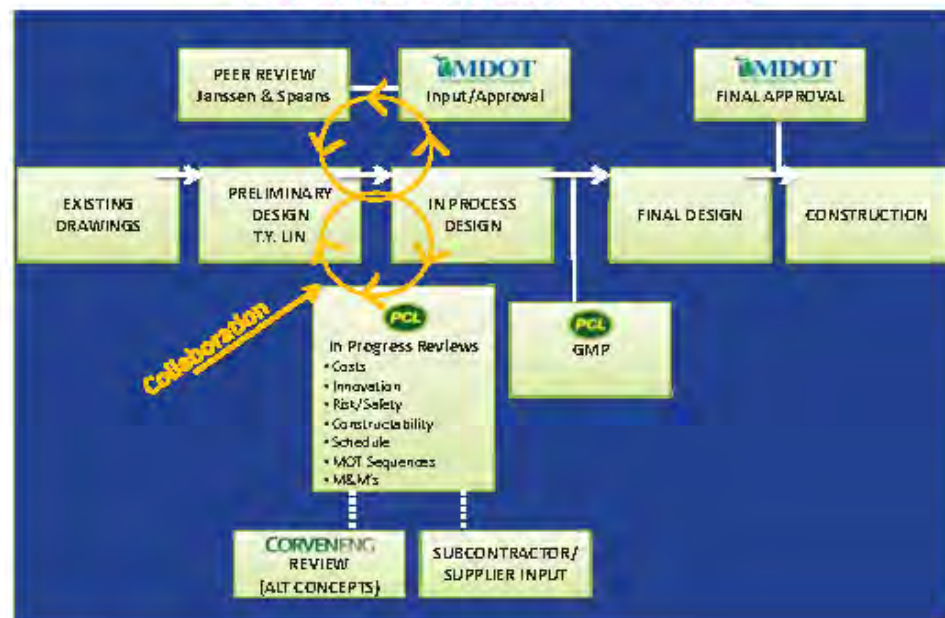 PEER REVIEW
Janssen & Spaans
MDOT
Input/Approval
MDOT
FINAL APPROVAL
EXISTING
DRAWINGS
PRELIMINARY
DESIGN
T.Y. LIN
IN PROCESS
DESIGN
FINAL DESIGN
CONSTRUCTION
Collaboration
PCL
In Progress Reviews
• Costs
• Innovation
• Risk/Safety
• Constructability
• Schedule
• MOT Sequences
• M&M's
PCL
GMP
CORVENENG
REVIEW
(ALT CONCEPTS)
SUBCONTRACTOR/
SUPPLIER INPUT